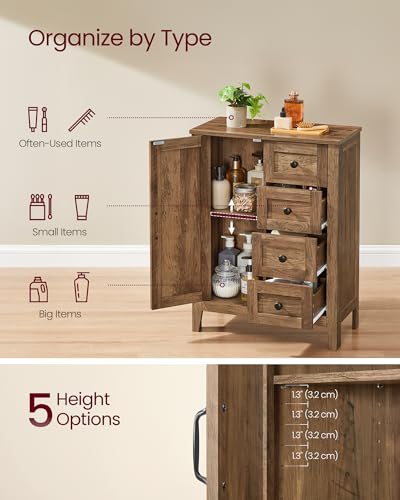 Organize by Type
Often-Used Items
Small Items
Big Items
5 Height
Options
1.3" (3.2 cm)
1.3" (3.2 cm)
1.3" (3.2 cm)
1.3" (3.2 cm)